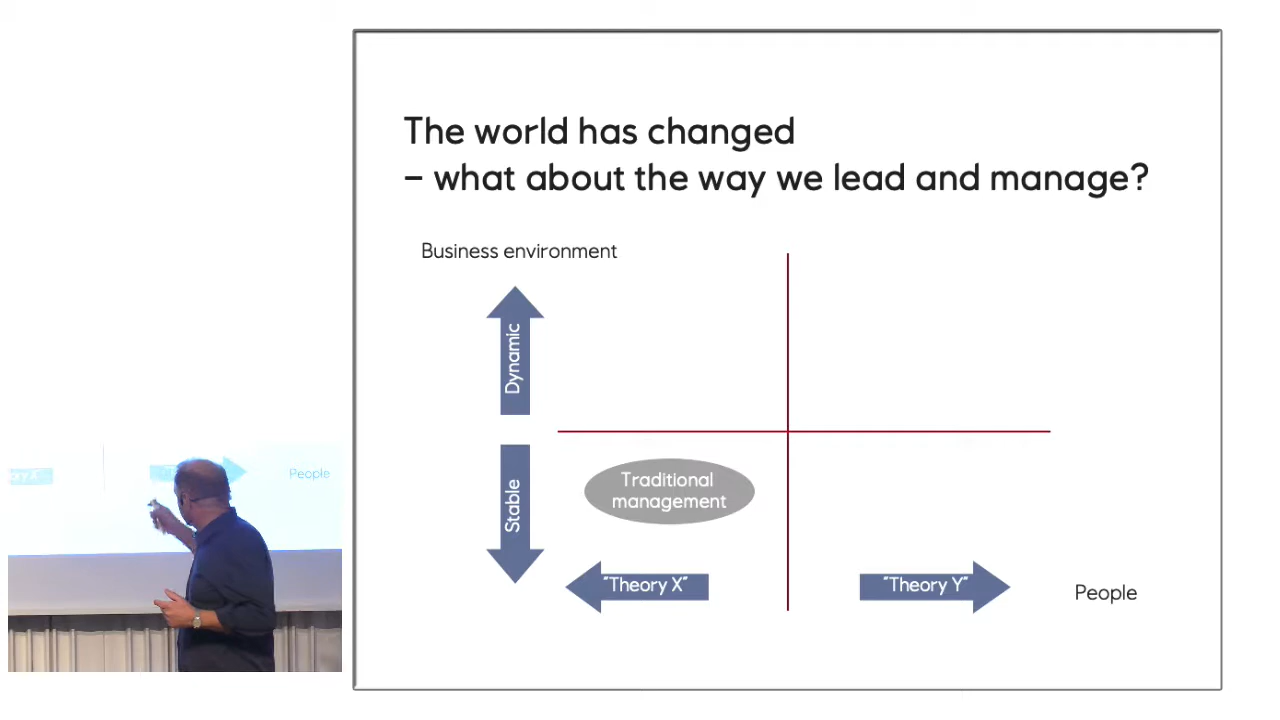 The world has changed
– what about the way we lead and manage?
Business environment
Dynamic
Stable
Traditional
management
"Theory X"
"Theory Y"
People
People